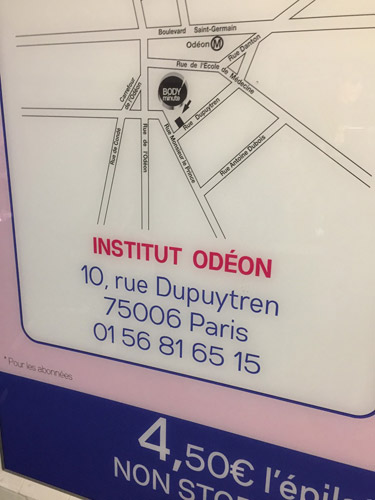 Boulevard Saint-Germain
Odéon M
Rue Danton
Rue de l'Ecole de Médecine
Carrefour de l'Odéon
BODY
minute
Rue Dupuytren
Rue de Condé
Rue de l'Odéon
Rue Monsieur le Prince
Rue Antoine Dubois
INSTITUT ODÉON
10, rue Dupuytren
75006 Paris
01 56 81 65 15
* Pour les abonnées
4,50€ l'épil
NON STO